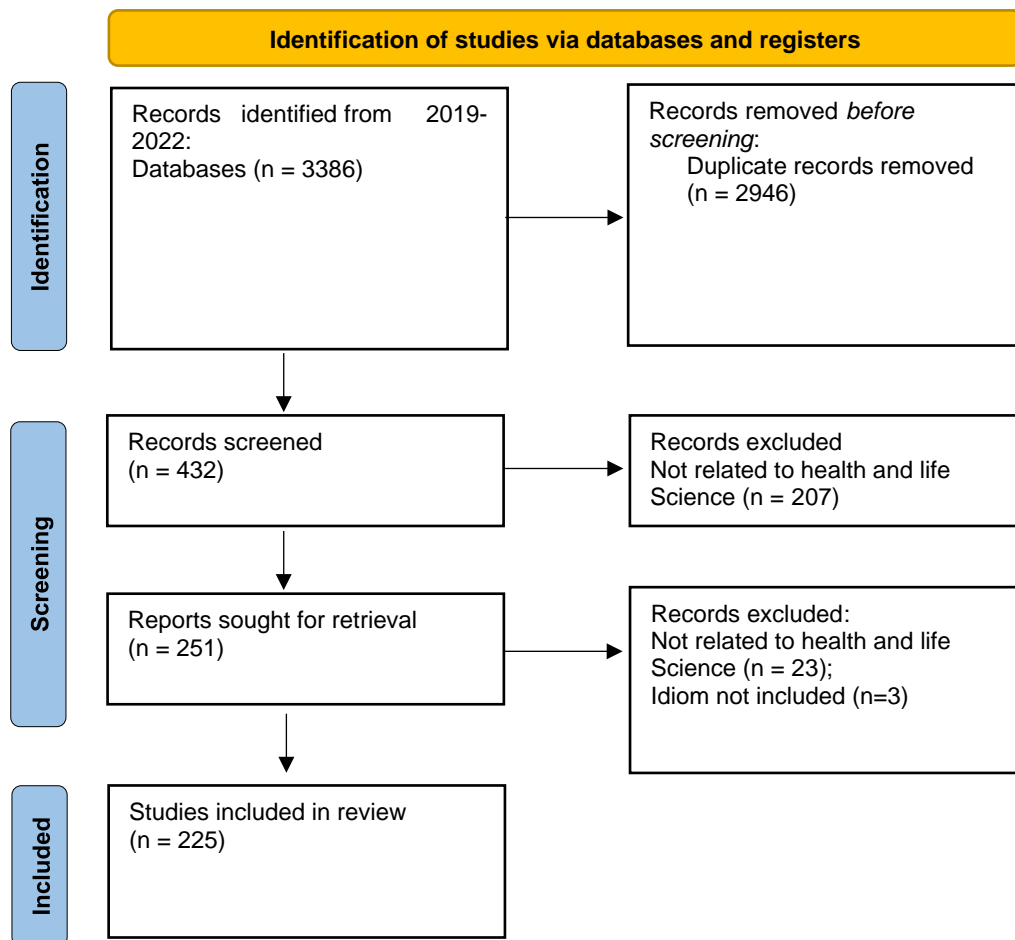 Identification of studies via databases and registers
Identification
Records identified from 2019-
2022:
Databases (n = 3386)
Records removed before
screening:
Duplicate records removed
(n = 2946)
Screening
Records screened
(n = 432)
Records excluded
Not related to health and life
Science (n = 207)
Reports sought for retrieval
(n = 251)
Records excluded:
Not related to health and life
Science (n = 23);
Idiom not included (n=3)
Included
Studies included in review
(n = 225)